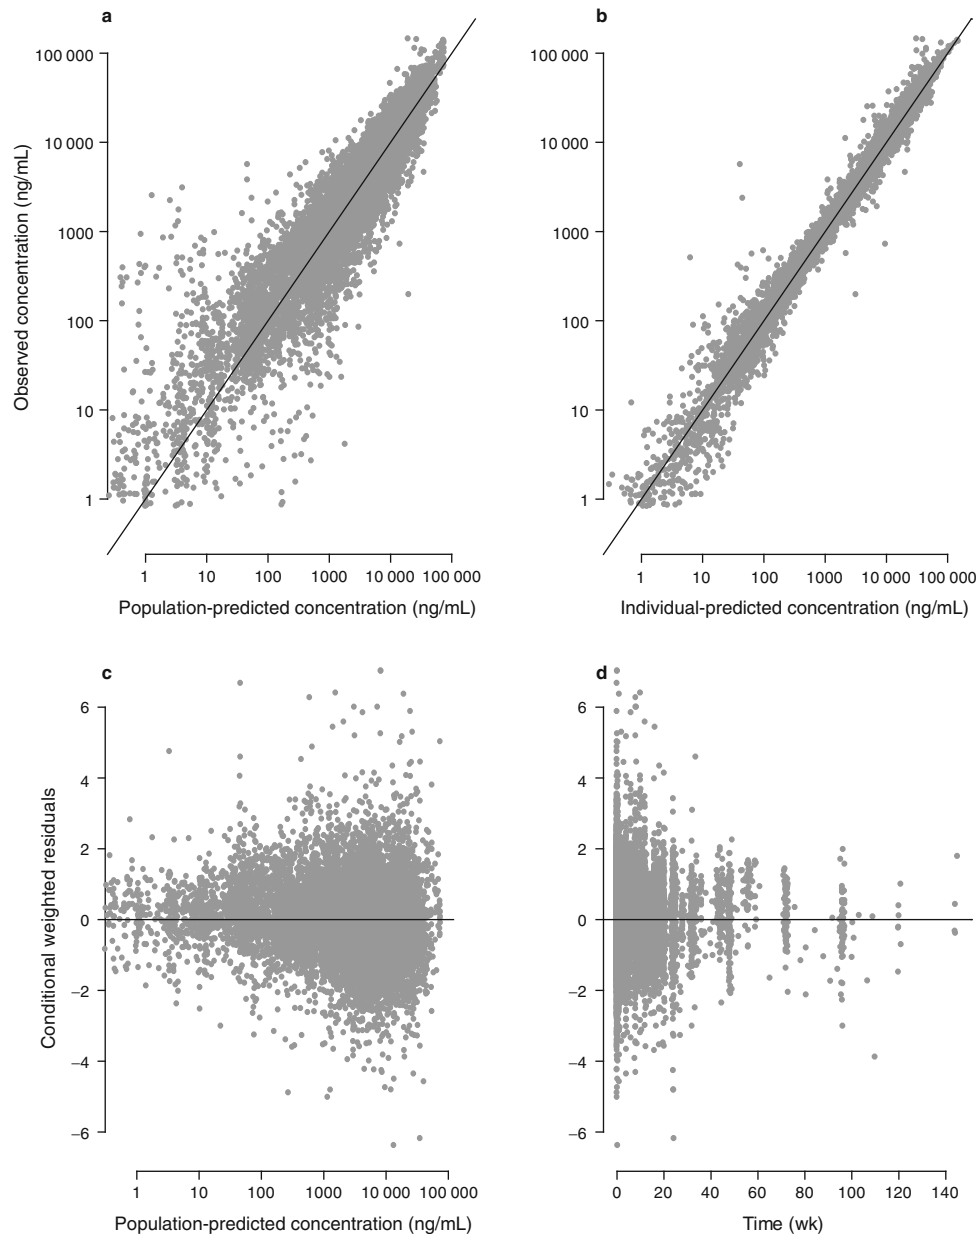 a
b
100 000
10 000
1000
100
10
1
Observed concentration (ng/mL)
1 10 100 1000 10 000 100 000
Population-predicted concentration (ng/mL)
100 000
10 000
1000
100
10
1
1 10 100 1000 10 000 100 000
Individual-predicted concentration (ng/mL)
c
d
6
4
2
0
−2
−4
−6
Conditional weighted residuals
1 10 100 1000 10 000 100 000
Population-predicted concentration (ng/mL)
6
4
2
0
−2
−4
−6
0 20 40 60 80 100 120 140
Time (wk)